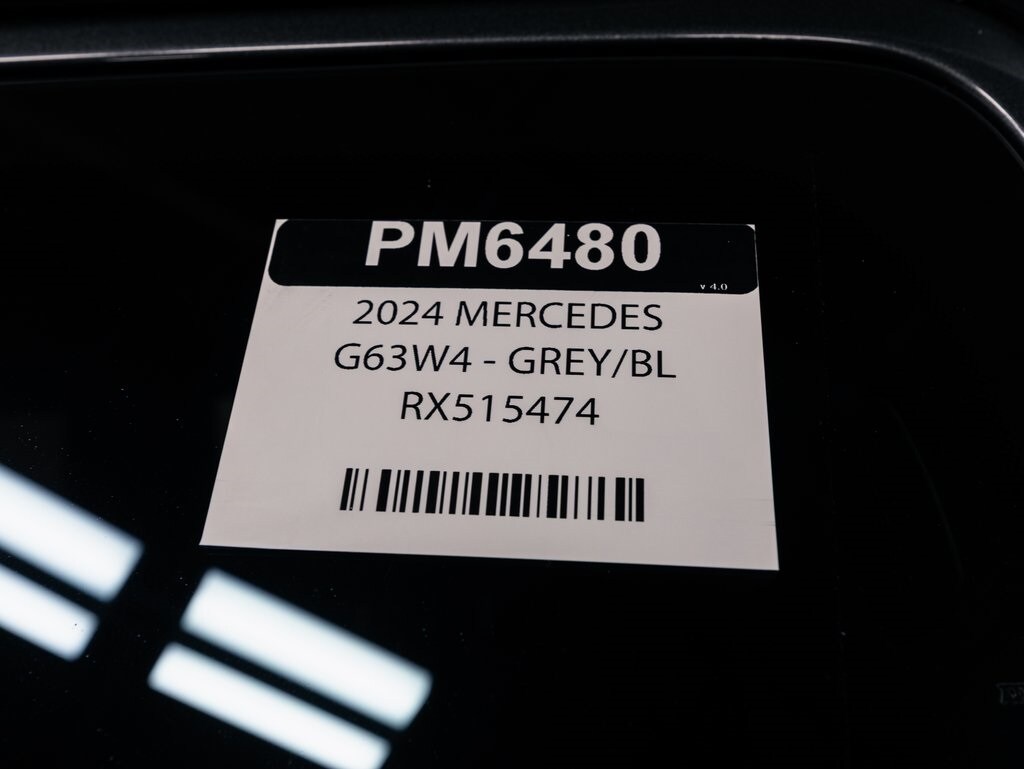 PM6480
v 4.0
2024 MERCEDES
G63W4 - GREY/BL
RX515474